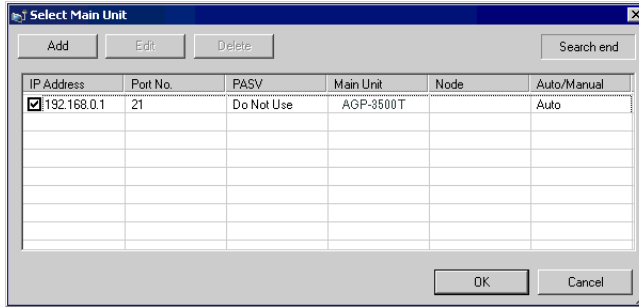 Select Main Unit
Add Edit Delete Search end
IP Address Port No. PASV Main Unit Node Auto/Manual
192.168.0.1 21 Do Not Use AGP-3500T Auto
OK Cancel